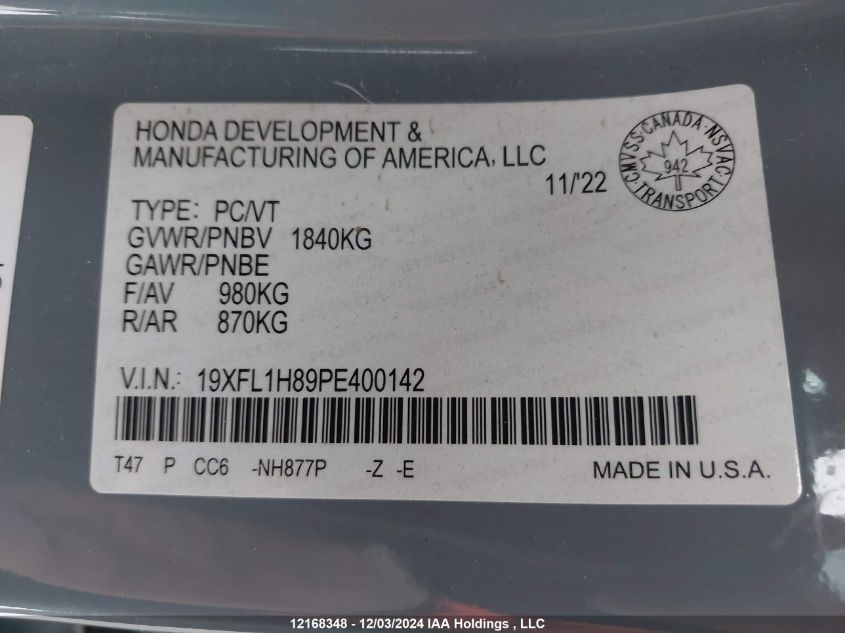 HONDA DEVELOPMENT &
MANUFACTURING OF AMERICA, LLC
11/'22
CMVSS·CANADA·NSVAC·TRANSPORT
942
TYPE: PC/VT
GVWR/PNBV 1840KG
GAWR/PNBE
F/AV 980KG
R/AR 870KG
V.I.N.: 19XFL1H89PE400142
T47 P CC6 -NH877P -Z -E
MADE IN U.S.A.
12168348 - 12/03/2024 IAA Holdings , LLC